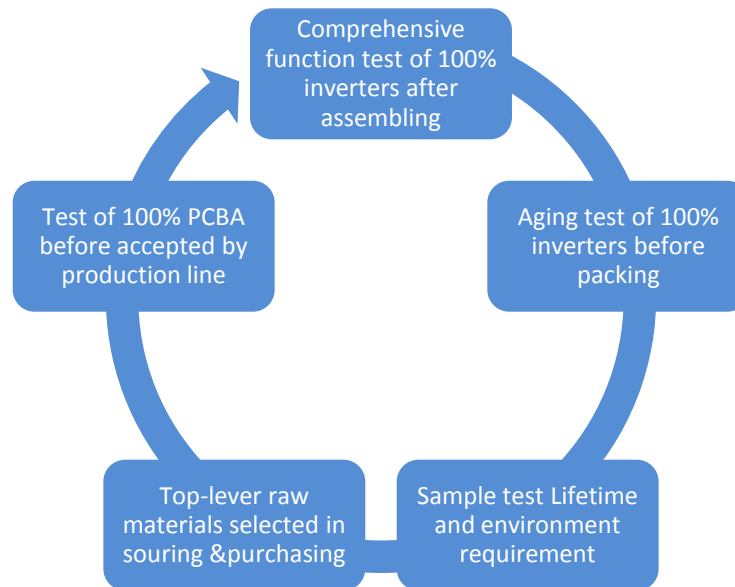 Comprehensive
function test of 100%
inverters after
assembling
Aging test of 100%
inverters before
packing
Sample test Lifetime
and environment
requirement
Top-lever raw
materials selected in
souring &purchasing
Test of 100% PCBA
before accepted by
production line